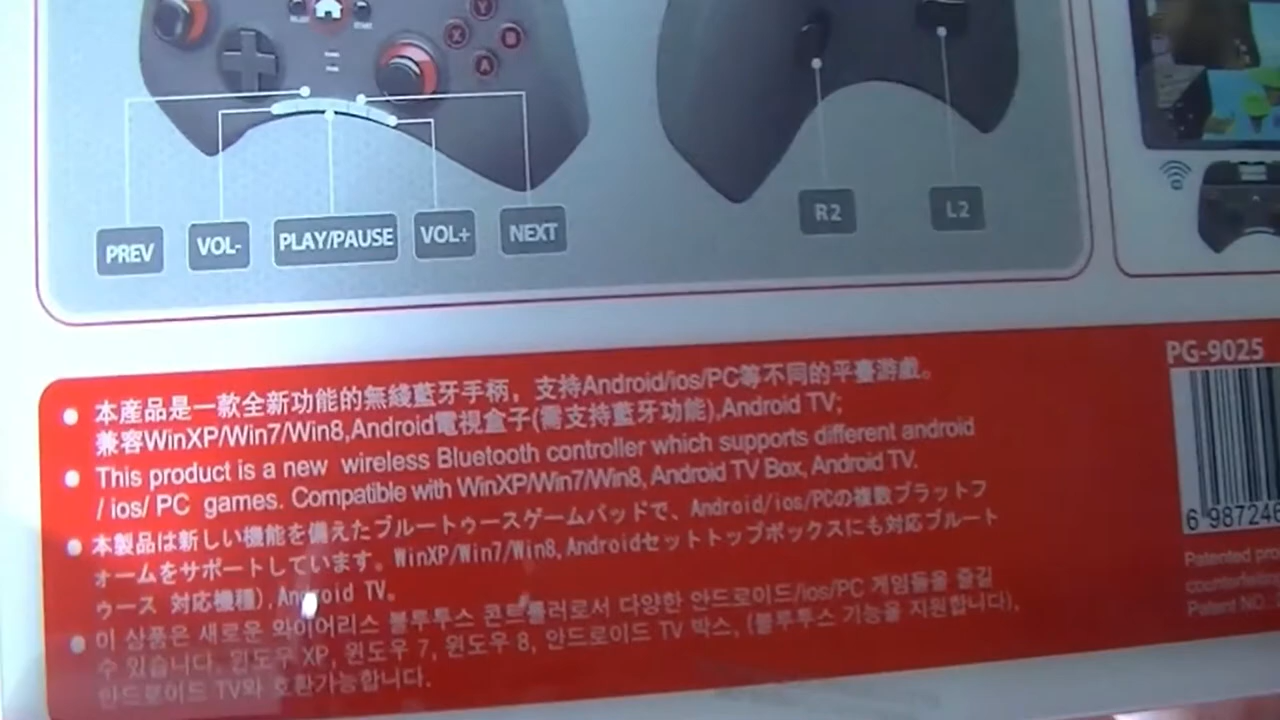 Y
X
B
A
PREV
VOL-
PLAY/PAUSE
VOL+
NEXT
R2
L2
PG-9025
本産品是一款全新功能的無綫藍牙手柄，支持Android/ios/PC等不同的平臺游戲。
兼容WinXP/Win7/Win8,Android電視盒子(需支持藍牙功能),Android TV;
This product is a new wireless Bluetooth controller which supports different android
/ ios/ PC games. Compatible with WinXP/Win7/Win8, Android TV Box, Android TV.
本製品は新しい機能を備えたブルートゥースゲームパッドで、Android/ios/PCの複数プラットフ
ォームをサポートしています。WinXP/Win7/Win8,Androidセットトップボックスにも対応ブルート
ゥース 対応機種),Android TV。
이 상품은 새로운 와이어리스 블루투스 콘트롤러로서 다양한 안드로이드/ios/PC 게임들을 즐길
수 있습니다. 윈도우 XP, 윈도우 7, 윈도우 8, 안드로이드 TV 박스, (블루투스 기능을 지원합니다),
안드로이드 TV와 호환가능합니다.
6 987246
Patented pro
counterfeiting
Patent NO.